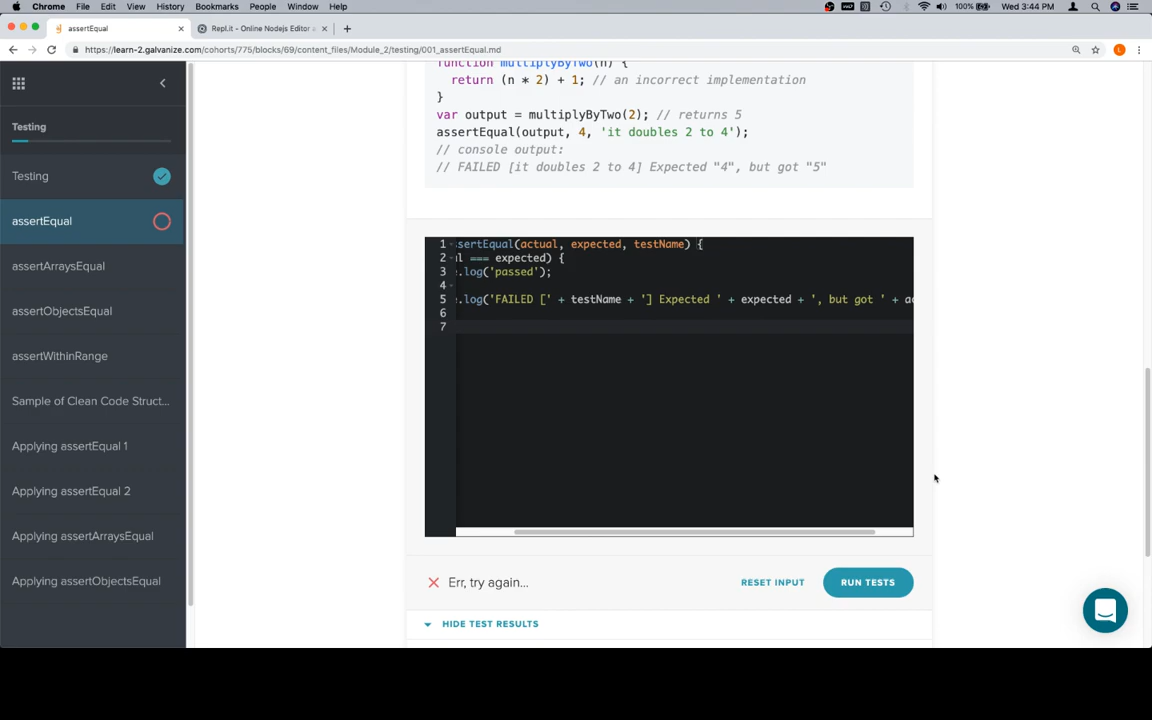 Chrome File Edit View History Bookmarks People Window Help 100% Wed 3:44 PM
assertEqual Repl.it - Online Nodejs Editor
https://learn-2.galvanize.com/cohorts/775/blocks/69/content_files/Module_2/testing/001_assertEqual.md L
Testing
Testing
assertEqual
assertArraysEqual
assertObjectsEqual
assertWithinRange
Sample of Clean Code Struct...
Applying assertEqual 1
Applying assertEqual 2
Applying assertArraysEqual
Applying assertObjectsEqual
function multiplyByTwo(n) {
return (n * 2) + 1; // an incorrect implementation
}
var output = multiplyByTwo(2); // returns 5
assertEqual(output, 4, 'it doubles 2 to 4');
// console output:
// FAILED [it doubles 2 to 4] Expected "4", but got "5"
1 ssertEqual(actual, expected, testName) {
2 l === expected) {
3 e.log('passed');
4
5 e.log('FAILED [' + testName + '] Expected ' + expected + ', but got ' + ac
6
7
Err, try again...
RESET INPUT
RUN TESTS
HIDE TEST RESULTS